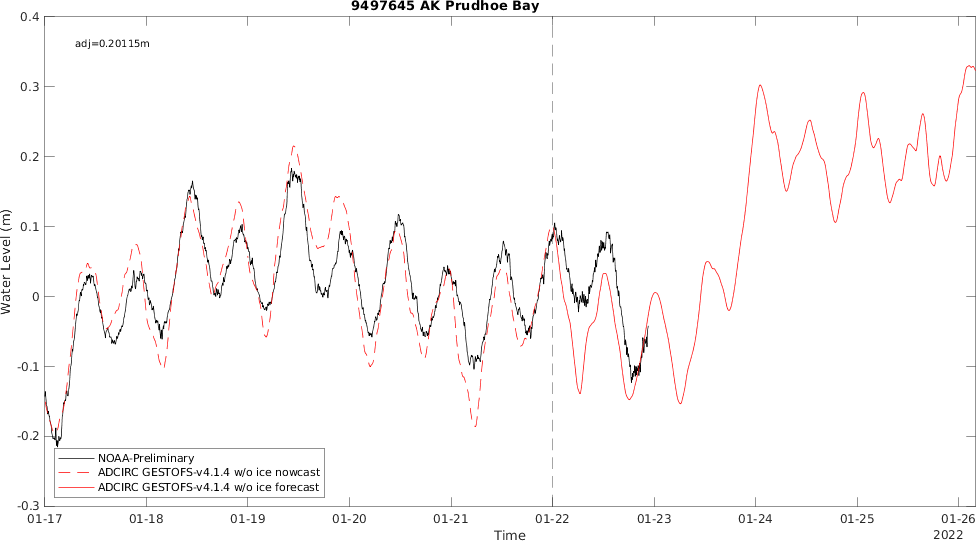 9497645 AK Prudhoe Bay
adj=0.20115m
0.4
0.3
0.2
0.1
0
-0.1
-0.2
-0.3
Water Level (m)
NOAA-Preliminary
ADCIRC GESTOFS-v4.1.4 w/o ice nowcast
ADCIRC GESTOFS-v4.1.4 w/o ice forecast
01-17 01-18 01-19 01-20 01-21 01-22 01-23 01-24 01-25 01-26
Time
2022